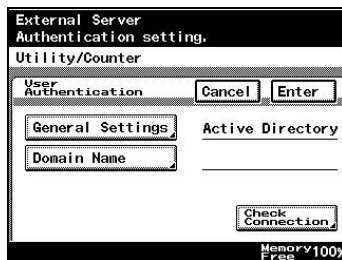 External Server
Authentication setting.
Utility/Counter
User
Authentication
Cancel
Enter
General Settings
Active Directory
Domain Name
Check
Connection
Memory
Free
100%